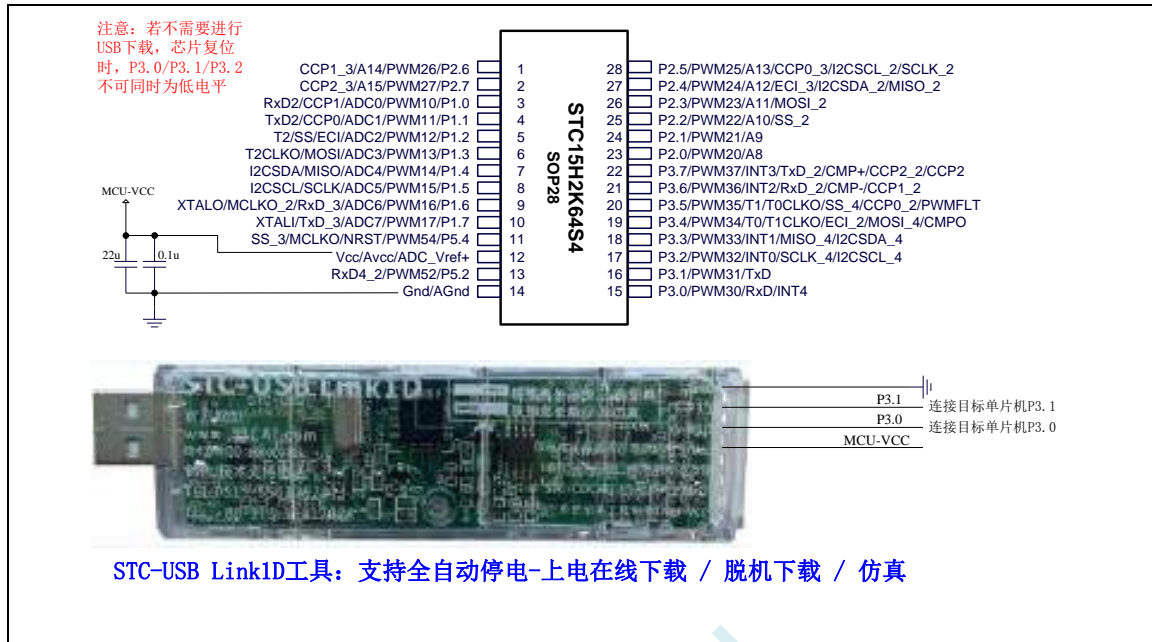 注意：若不需要进行
USB下载，芯片复位
时，P3.0/P3.1/P3.2
不可同时为低电平
CCP1_3/A14/PWM26/P2.6 1
CCP2_3/A15/PWM27/P2.7 2
RxD2/CCP1/ADC0/PWM10/P1.0 3
TxD2/CCP0/ADC1/PWM11/P1.1 4
T2/SS/ECI/ADC2/PWM12/P1.2 5
T2CLKO/MOSI/ADC3/PWM13/P1.3 6
I2CSDA/MISO/ADC4/PWM14/P1.4 7
I2CSCL/SCLK/ADC5/PWM15/P1.5 8
XTALO/MCLKO_2/RxD_3/ADC6/PWM16/P1.6 9
XTALI/TxD_3/ADC7/PWM17/P1.7 10
SS_3/MCLKO/NRST/PWM54/P5.4 11
Vcc/Avcc/ADC_Vref+ 12
RxD4_2/PWM52/P5.2 13
Gnd/AGnd 14
STC15H2K64S4
SOP28
28 P2.5/PWM25/A13/CCP0_3/I2CSCL_2/SCLK_2
27 P2.4/PWM24/A12/ECI_3/I2CSDA_2/MISO_2
26 P2.3/PWM23/A11/MOSI_2
25 P2.2/PWM22/A10/SS_2
24 P2.1/PWM21/A9
23 P2.0/PWM20/A8
22 P3.7/PWM37/INT3/TxD_2/CMP+/CCP2_2/CCP2
21 P3.6/PWM36/INT2/RxD_2/CMP-/CCP1_2
20 P3.5/PWM35/T1/T0CLKO/SS_4/CCP0_2/PWMFLT
19 P3.4/PWM34/T0/T1CLKO/ECI_2/MOSI_4/CMPO
18 P3.3/PWM33/INT1/MISO_4/I2CSDA_4
17 P3.2/PWM32/INT0/SCLK_4/I2CSCL_4
16 P3.1/PWM31/TxD
15 P3.0/PWM30/RxD/INT4
MCU-VCC
22u 0.1u
STC-USB Link1D
P3.1 连接目标单片机P3.1
P3.0 连接目标单片机P3.0
MCU-VCC
STC-USB Link1D工具：支持全自动停电-上电在线下载 / 脱机下载 / 仿真